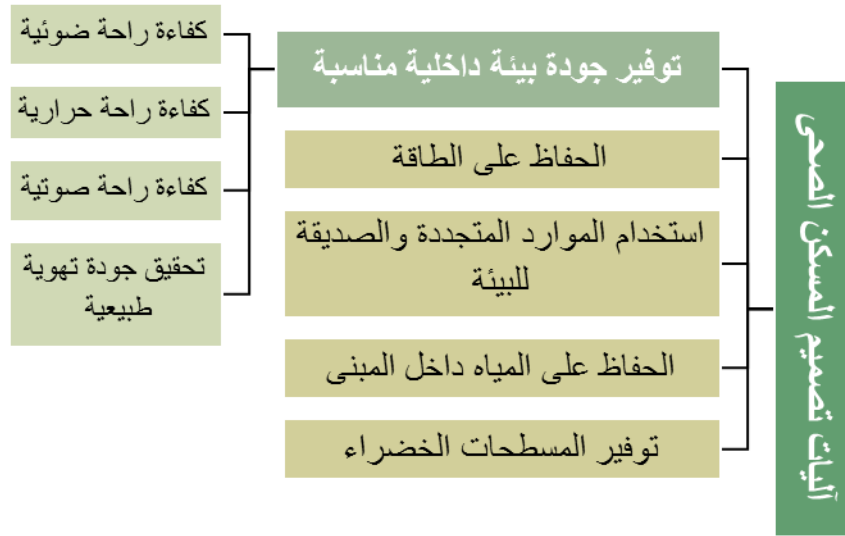 آليات تصميم المسكن الصحى
توفير جودة بيئة داخلية مناسبة
كفاءة راحة ضوئية
كفاءة راحة حرارية
كفاءة راحة صوتية
تحقيق جودة تهوية
طبيعية
الحفاظ على الطاقة
استخدام الموارد المتجددة والصديقة
للبيئة
الحفاظ على المياه داخل المبنى
توفير المسطحات الخضراء